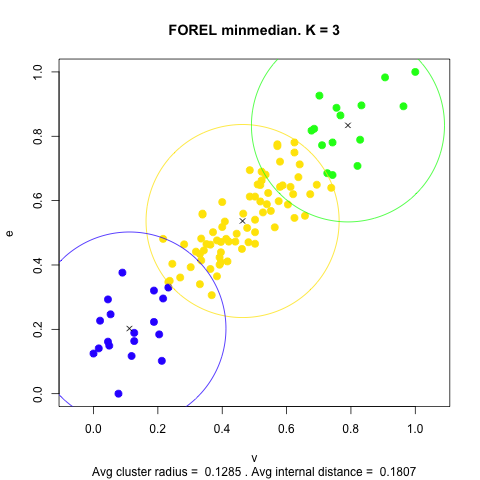 FOREL minmedian. K = 3
1.0
0.8
0.6
e
0.4
0.2
0.0
0.0 0.2 0.4 0.6 0.8 1.0
v
Avg cluster radius = 0.1285 . Avg internal distance = 0.1807